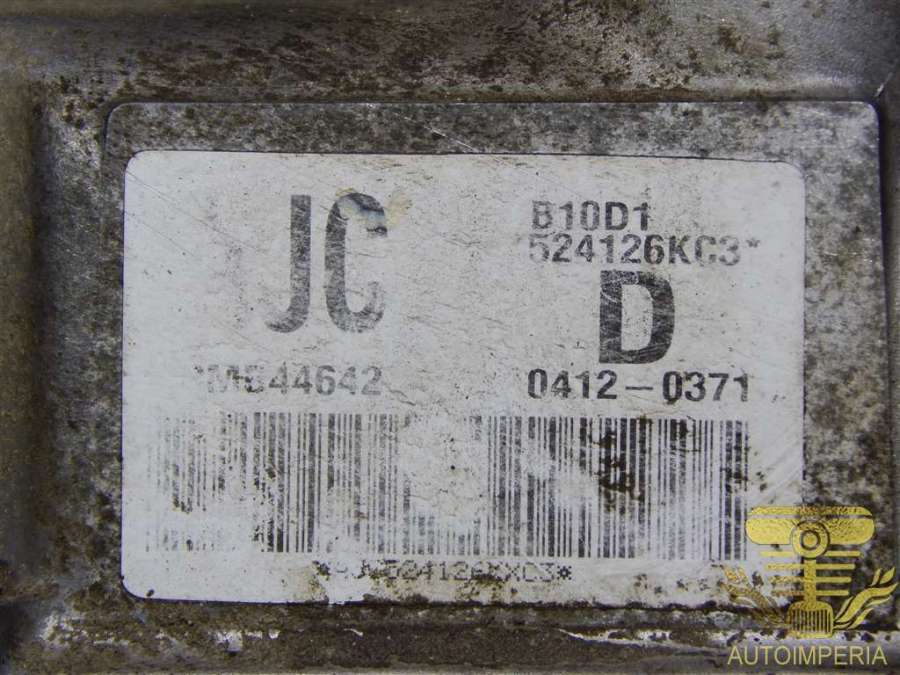 JC
B10D1
524126KC3*
D
*M544642
0412-0371
AUTOIMPERIA